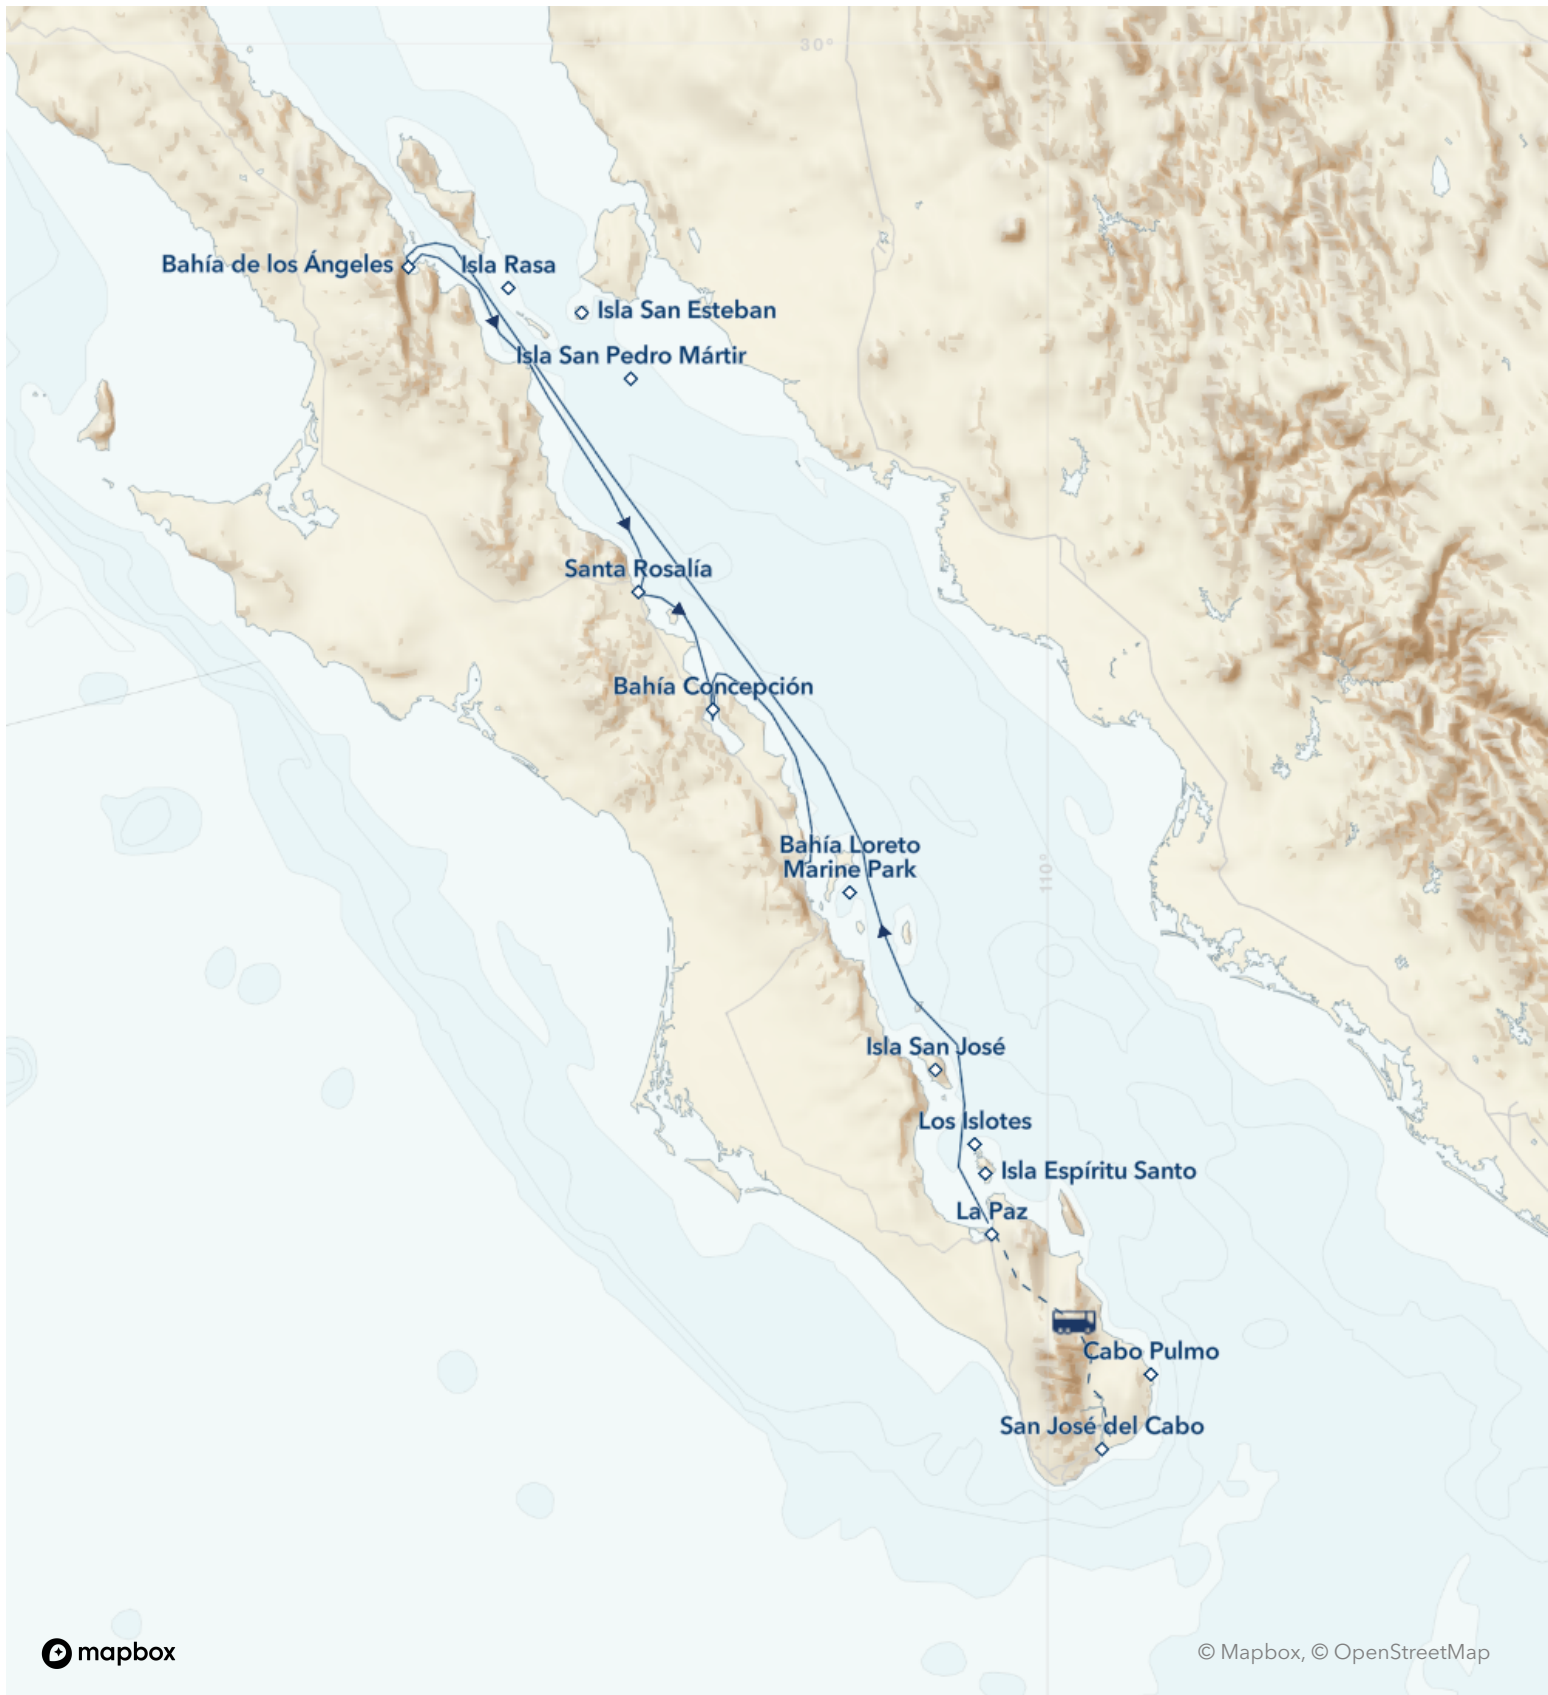 30°
Bahía de los Ángeles
Isla Rasa
Isla San Esteban
Isla San Pedro Mártir
Santa Rosalía
Bahía Concepción
Bahía Loreto
Marine Park
110°
Isla San José
Los Islotes
Isla Espíritu Santo
La Paz
Cabo Pulmo
San José del Cabo
mapbox
© Mapbox, © OpenStreetMap